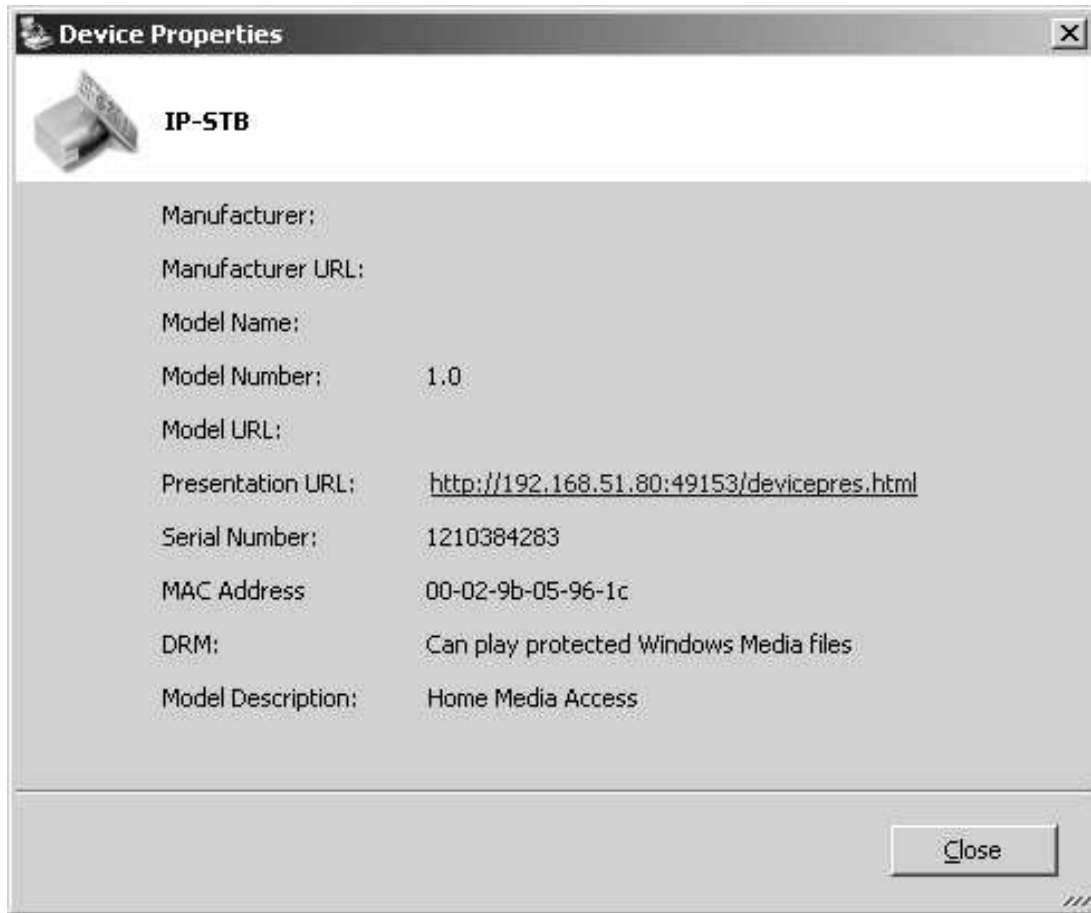 Device Properties
IP-STB
Manufacturer:
Manufacturer URL:
Model Name:
Model Number: 1.0
Model URL:
Presentation URL: http://192.168.51.80:49153/devicepres.html
Serial Number: 1210384283
MAC Address 00-02-9b-05-96-1c
DRM: Can play protected Windows Media files
Model Description: Home Media Access
Close